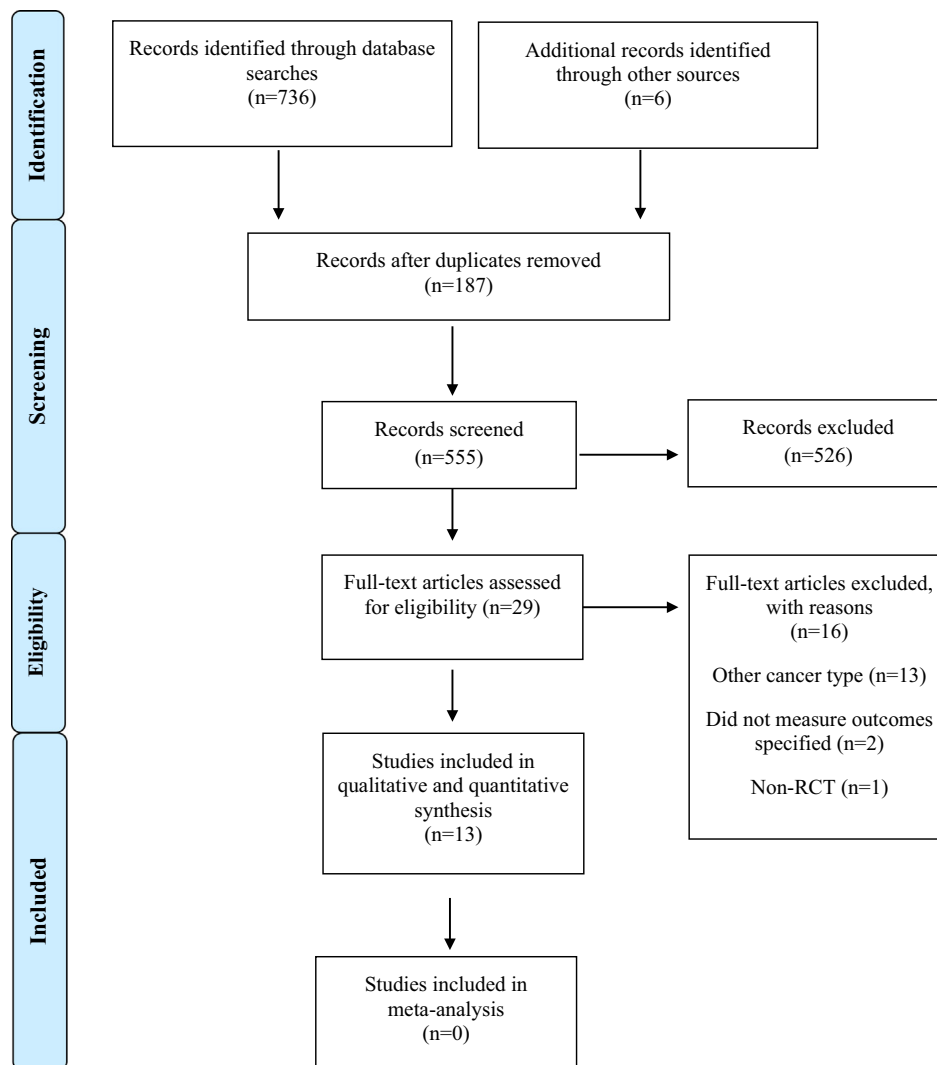 Identification
Records identified through database
searches
(n=736)
Additional records identified
through other sources
(n=6)
Screening
Records after duplicates removed
(n=187)
Records screened
(n=555)
Records excluded
(n=526)
Eligibility
Full-text articles assessed
for eligibility (n=29)
Full-text articles excluded,
with reasons
(n=16)
Other cancer type (n=13)
Did not measure outcomes
specified (n=2)
Non-RCT (n=1)
Included
Studies included in
qualitative and quantitative
synthesis
(n=13)
Studies included in
meta-analysis
(n=0)